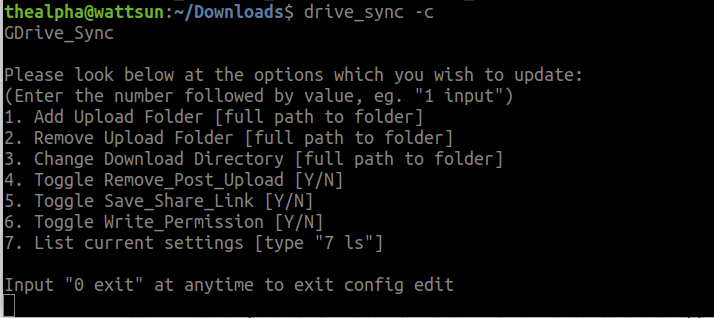 thealpha@wattsun:~/Downloads$ drive_sync -c
GDrive_Sync
Please look below at the options which you wish to update:
(Enter the number followed by value, eg. "1 input")
1. Add Upload Folder [full path to folder]
2. Remove Upload Folder [full path to folder]
3. Change Download Directory [full path to folder]
4. Toggle Remove_Post_Upload [Y/N]
5. Toggle Save_Share_Link [Y/N]
6. Toggle Write_Permission [Y/N]
7. List current settings [type "7 ls"]
Input "0 exit" at anytime to exit config edit